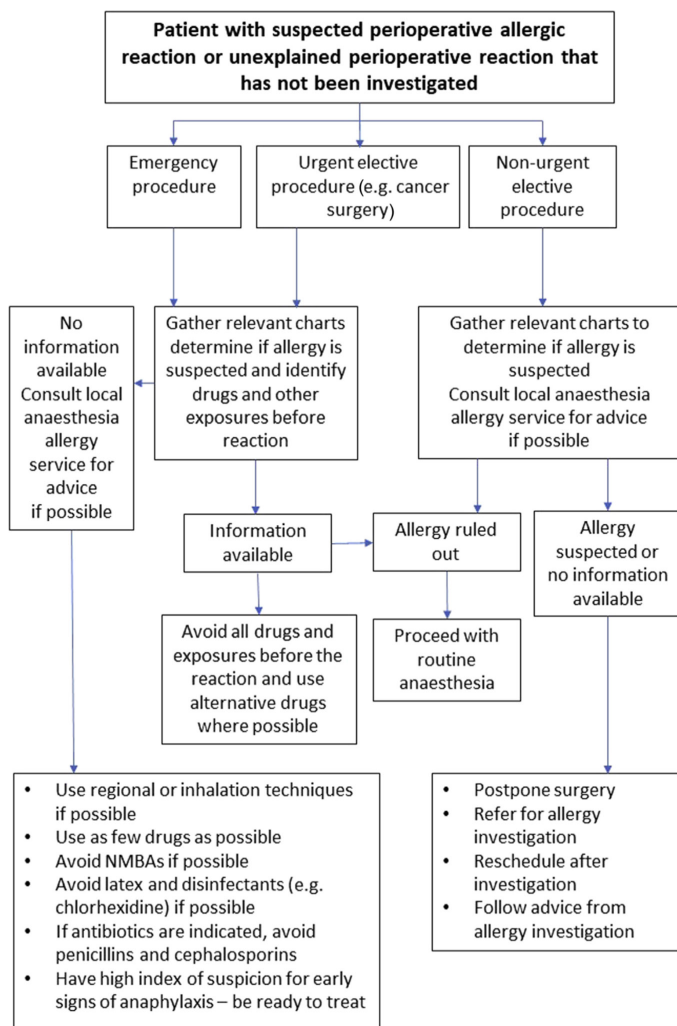 Patient with suspected perioperative allergic
reaction or unexplained perioperative reaction that
has not been investigated
Emergency
procedure
Urgent elective
procedure (e.g. cancer
surgery)
Non-urgent
elective
procedure
No
information
available
Consult local
anaesthesia
allergy
service for
advice
if possible
Gather relevant charts
determine if allergy is
suspected and identify
drugs and other
exposures before
reaction
Gather relevant charts to
determine if allergy is
suspected
Consult local anaesthesia
allergy service for advice
if possible
Information
available
Allergy ruled
out
Allergy
suspected or
no information
available
Avoid all drugs and
exposures before the
reaction and use
alternative drugs
where possible
Proceed with
routine
anaesthesia
• Use regional or inhalation techniques
if possible
• Use as few drugs as possible
• Avoid NMBAs if possible
• Avoid latex and disinfectants (e.g.
chlorhexidine) if possible
• If antibiotics are indicated, avoid
penicillins and cephalosporins
• Have high index of suspicion for early
signs of anaphylaxis – be ready to treat
• Postpone surgery
• Refer for allergy
investigation
• Reschedule after
investigation
• Follow advice from
allergy investigation